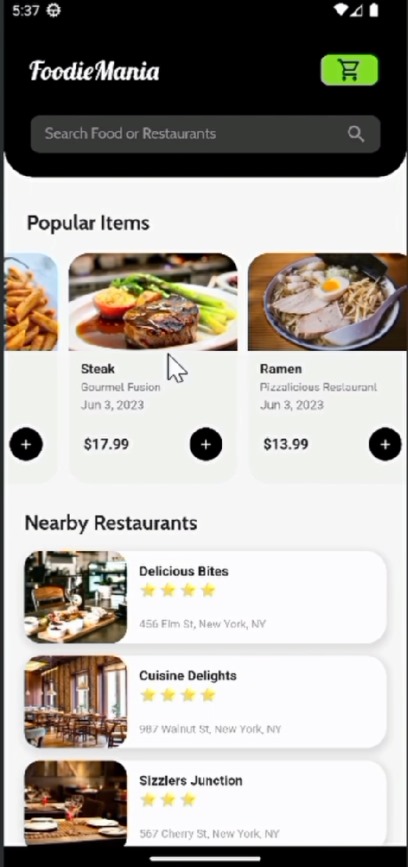 5:37
FoodieMania
Search Food or Restaurants
Popular Items
Steak
Gourmet Fusion
Jun 3, 2023
$17.99
+
Ramen
Pizzalicious Restaurant
Jun 3, 2023
$13.99
+
+
Nearby Restaurants
Delicious Bites
456 Elm St, New York, NY
Cuisine Delights
987 Walnut St, New York, NY
Sizzlers Junction
567 Cherry St, New York, NY